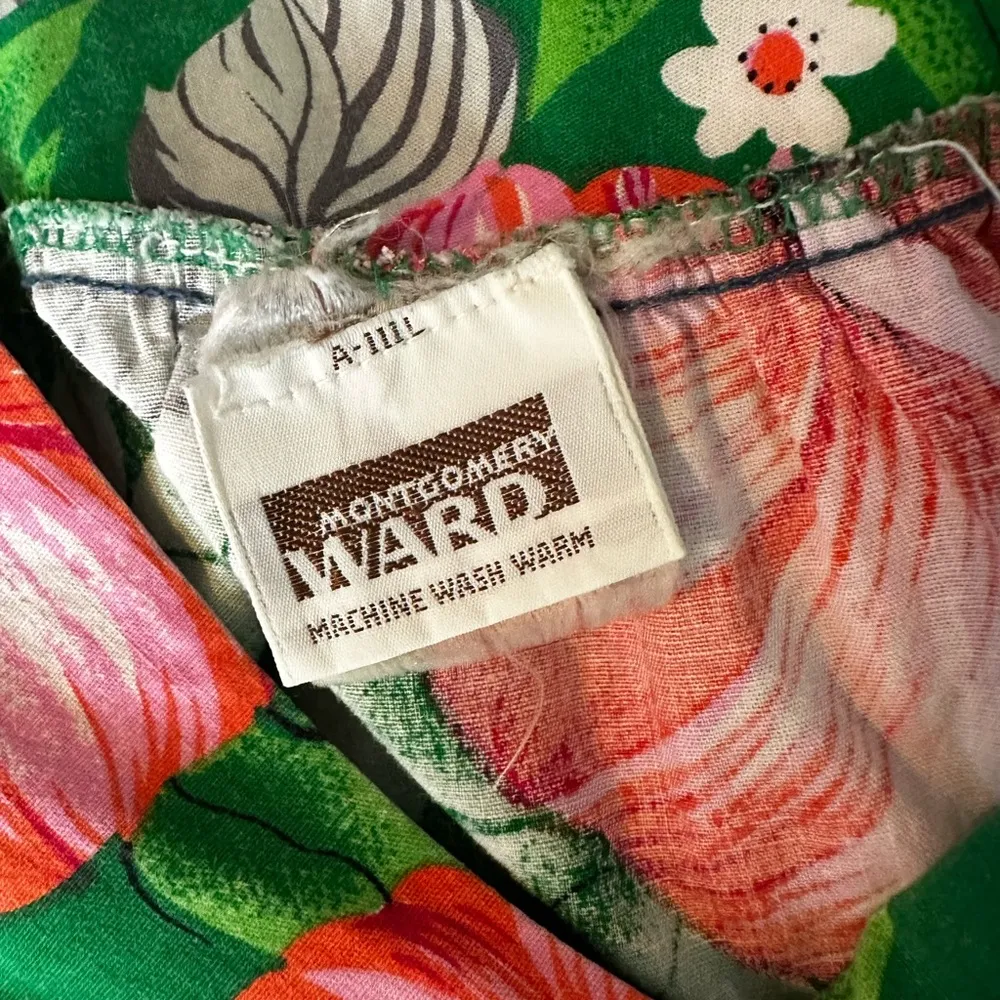 A-111L
MONTGOMERY
WARD
MACHINE WASH WARM